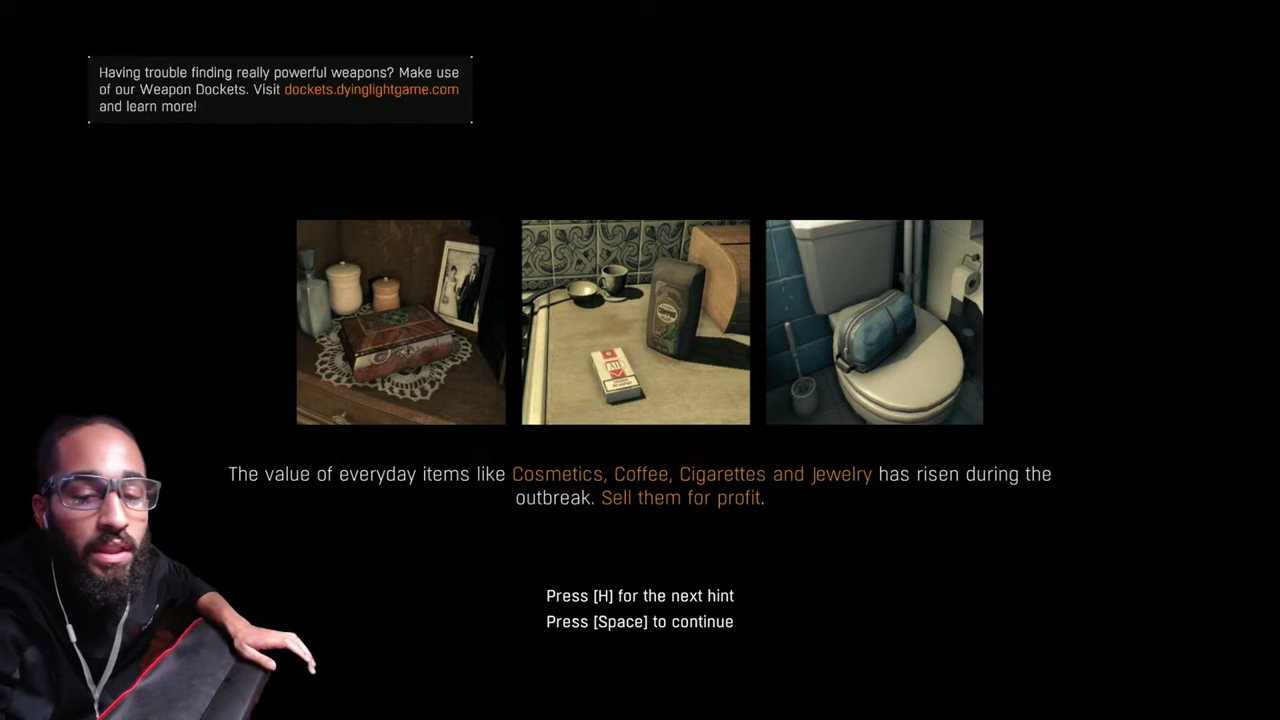 Having trouble finding really powerful weapons? Make use
of our Weapon Dockets. Visit dockets.dyinglightgame.com
and learn more!
The value of everyday items like Cosmetics, Coffee, Cigarettes and Jewelry has risen during the
outbreak. Sell them for profit.
Press [H] for the next hint
Press [Space] to continue